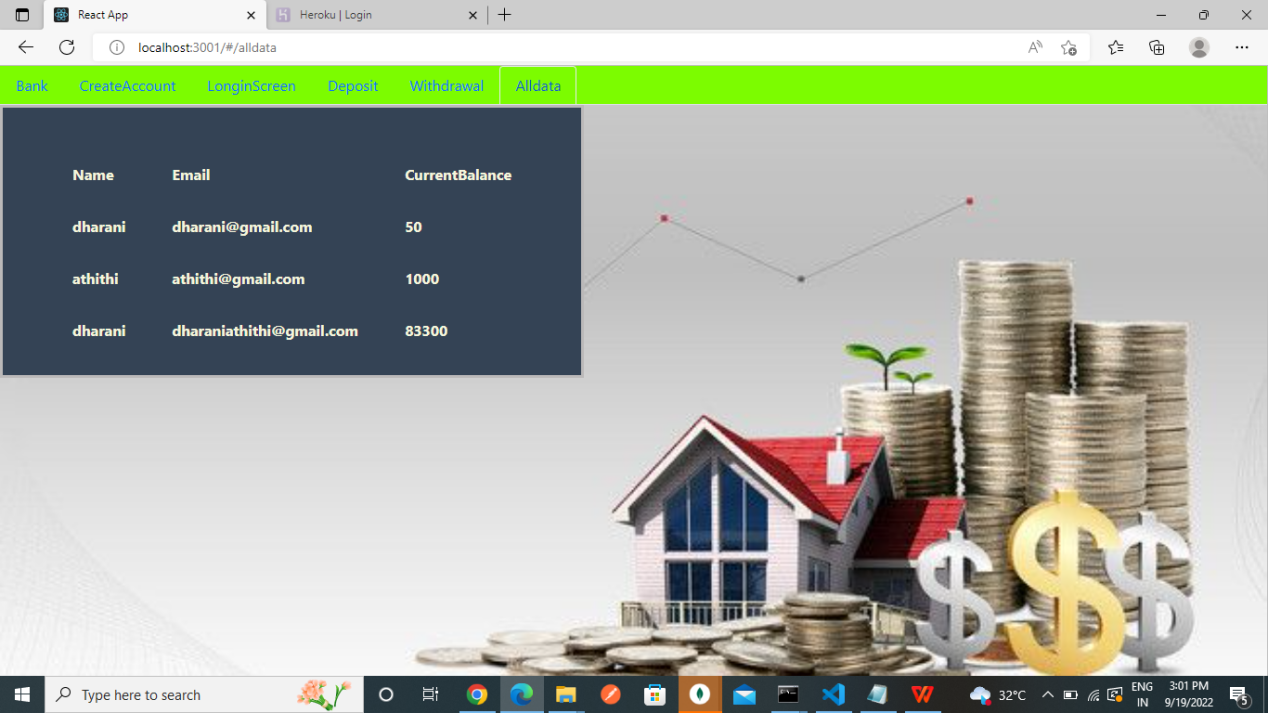 React App
Heroku | Login
localhost:3001/#/alldata
Bank CreateAccount LonginScreen Deposit Withdrawal Alldata
Name Email CurrentBalance
dharani dharani@gmail.com 50
athithi athithi@gmail.com 1000
dharani dharaniathithi@gmail.com 83300
$ $ $
Type here to search
32°C
ENG
IN
3:01 PM
9/19/2022
5